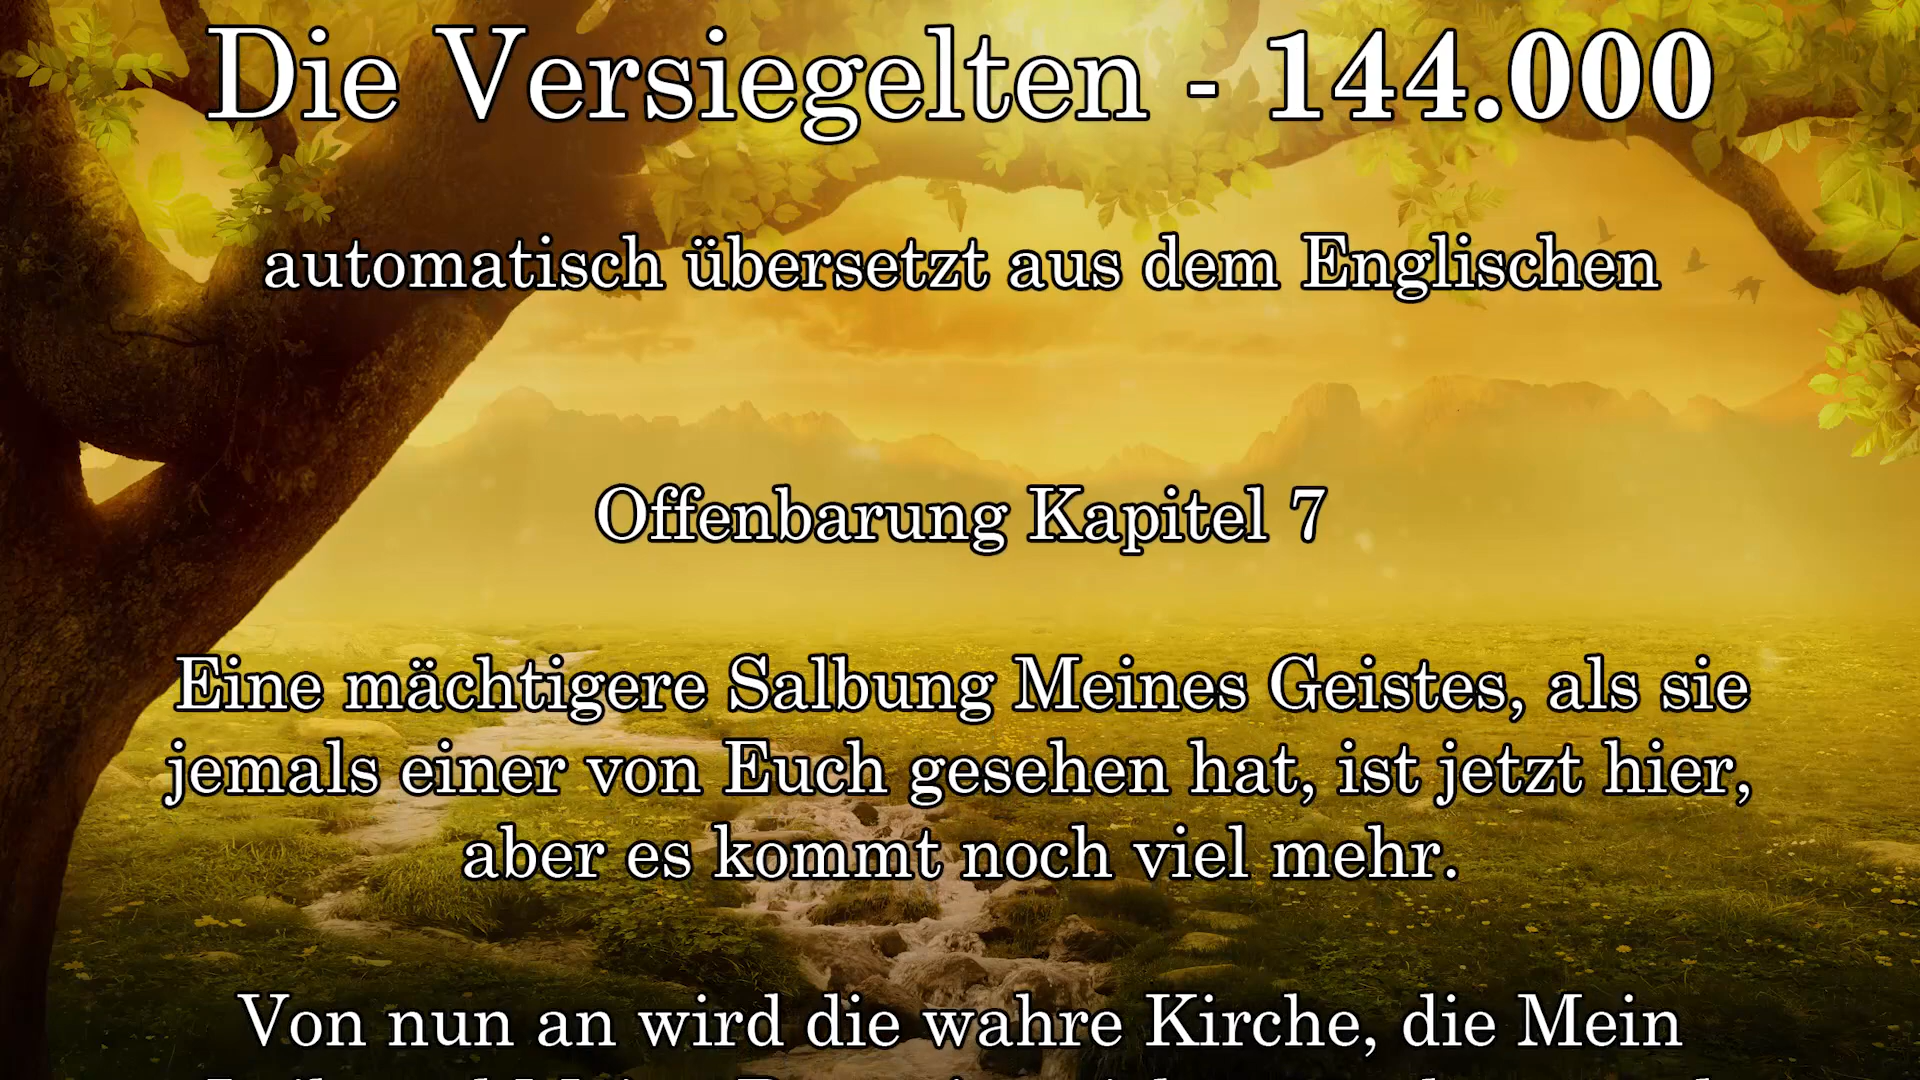 Die Versiegelten - 144.000
automatisch übersetzt aus dem Englischen
Offenbarung Kapitel 7
Eine mächtigere Salbung Meines Geistes, als sie
jemals einer von Euch gesehen hat, ist jetzt hier,
aber es kommt noch viel mehr.
Von nun an wird die wahre Kirche, die Mein